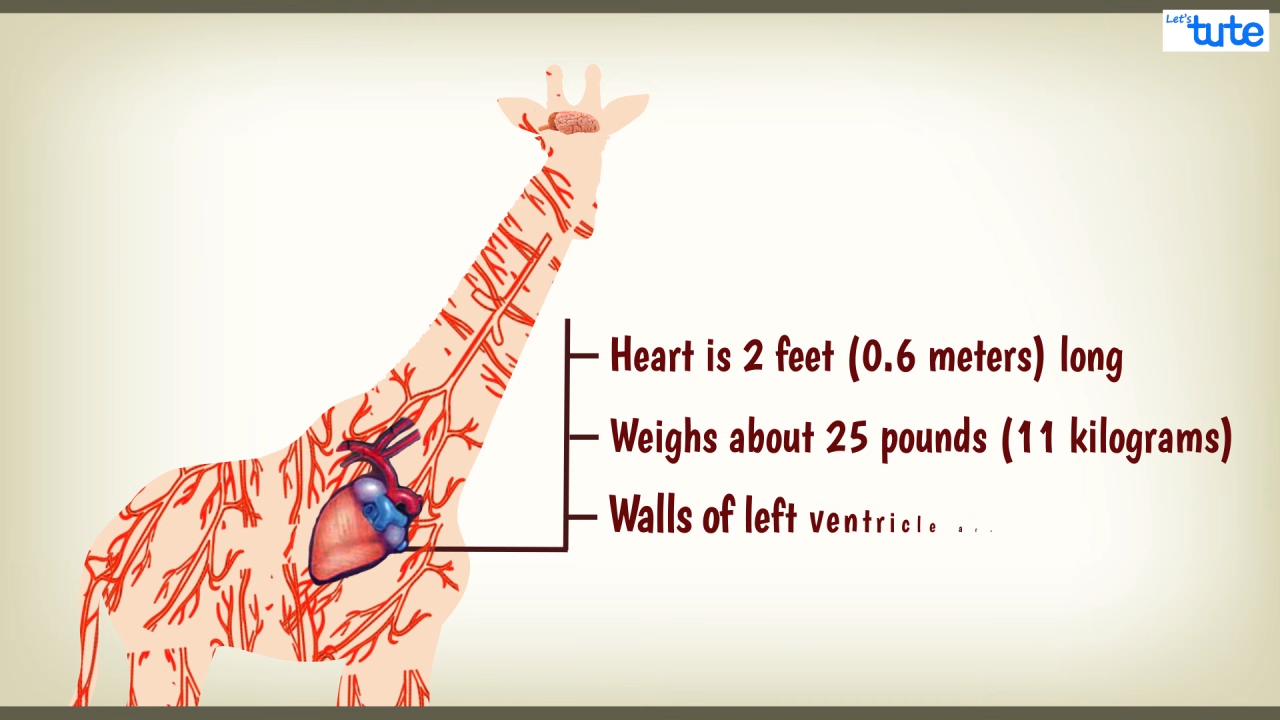 Let's
tute
Heart is 2 feet (0.6 meters) long
Weighs about 25 pounds (11 kilograms)
Walls of left ventricle a